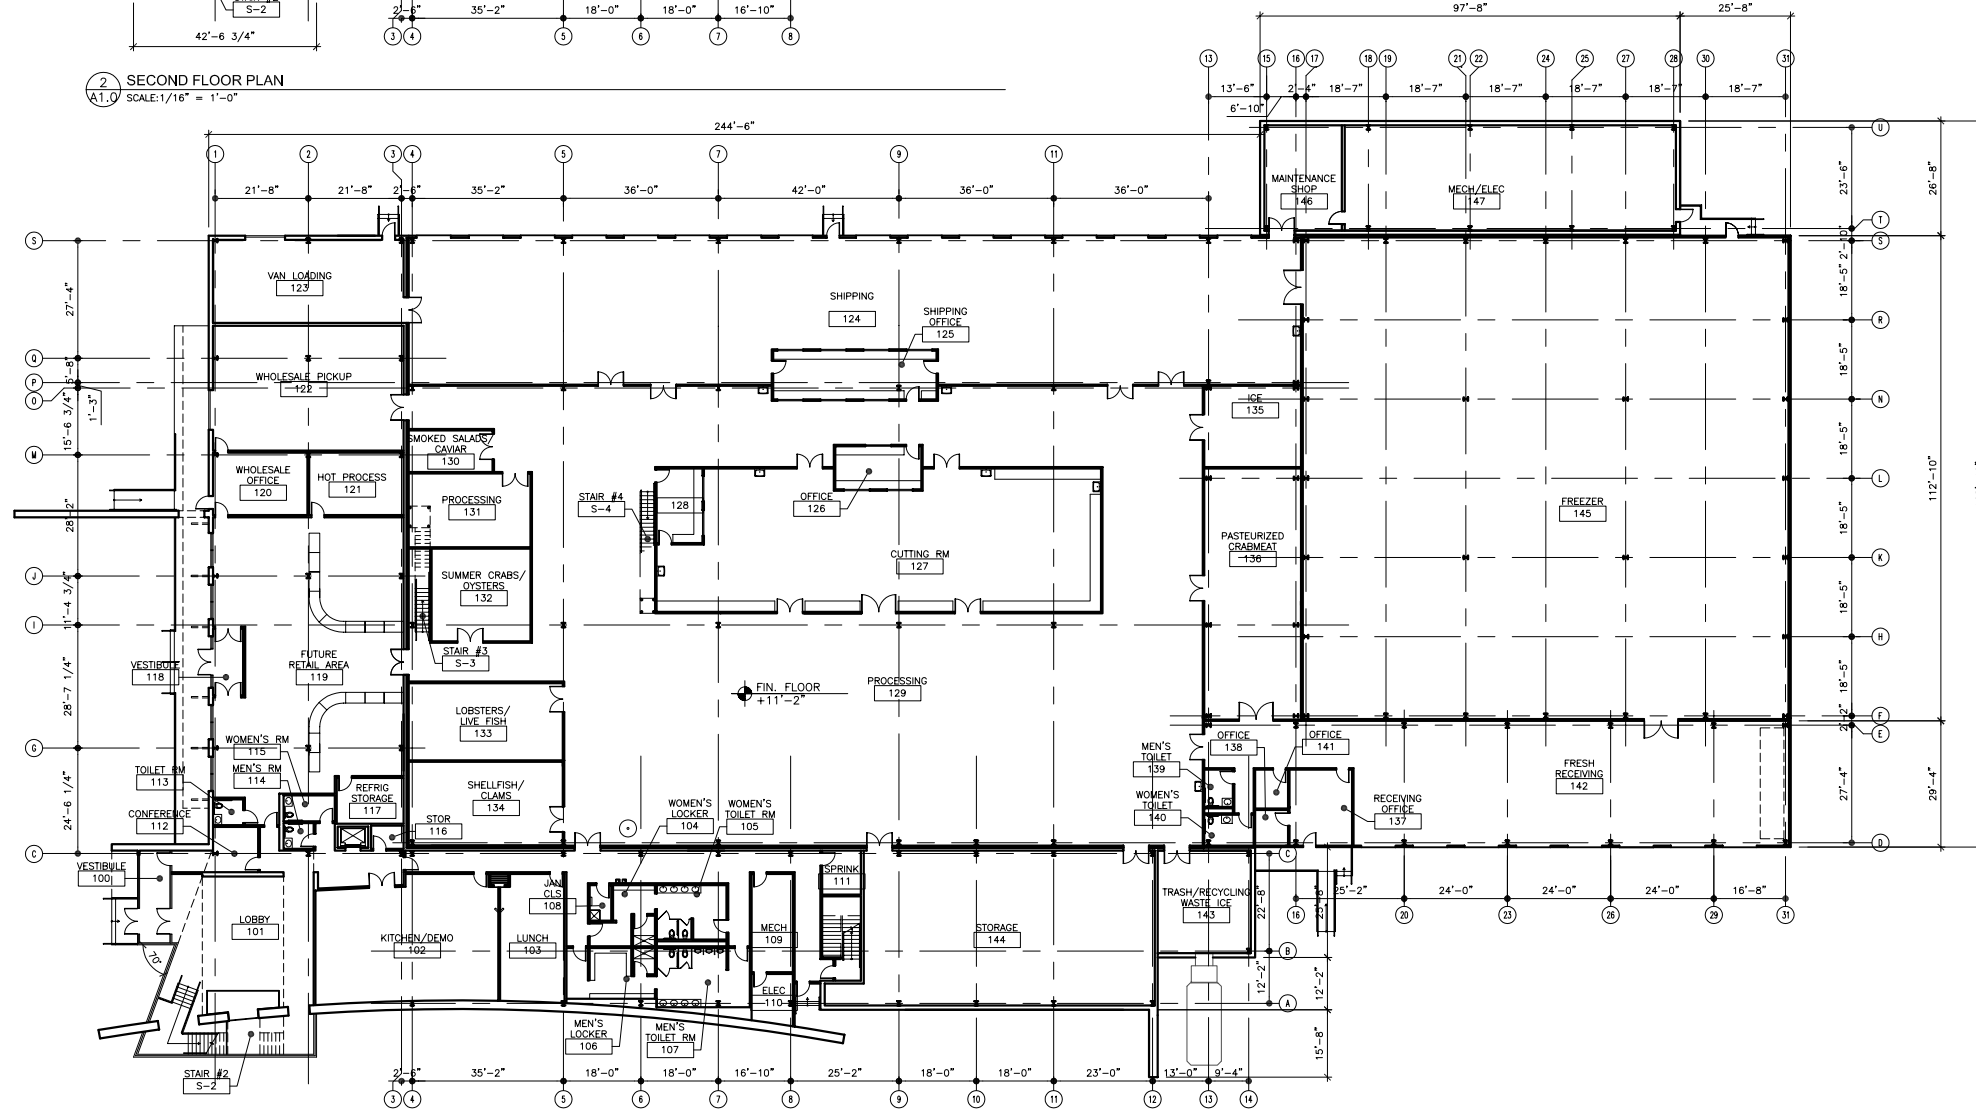 S-2
42'-6 3/4"
2'-6"
35'-2"
18'-0"
18'-0"
16'-10"
3
4
5
6
7
8
2
A1.0
SECOND FLOOR PLAN
SCALE:1/16" = 1'-0"
97'-8"
25'-8"
13
15
16
17
18
19
21
22
24
25
27
28
30
31
13'-6"
2'-4"
18'-7"
18'-7"
18'-7"
18'-7"
18'-7"
18'-7"
6'-10"
244'-6"
1
2
3
4
5
7
9
11
21'-8"
21'-8"
2'-6"
35'-2"
36'-0"
42'-0"
36'-0"
36'-0"
U
T
S
R
N
L
K
H
F
E
D
23'-6"
26'-8"
2'-10"
18'-5"
18'-5"
18'-5"
18'-5"
18'-5"
18'-5"
112'-10"
27'-4"
29'-4"
S
Q
P
O
M
J
I
G
C
27'-4"
5'-8"
1'-3"
15'-6 3/4"
28'-2"
11'-4 3/4"
28'-7 1/4"
24'-6 1/4"
MAINTENANCE
SHOP
146
MECH/ELEC
147
VAN LOADING
123
SHIPPING
124
SHIPPING
OFFICE
125
WHOLESALE PICKUP
122
ICE
135
SMOKED SALADS/
CAVIAR
130
WHOLESALE
OFFICE
120
HOT PROCESS
121
PROCESSING
131
STAIR #4
S-4
128
OFFICE
126
FREEZER
145
CUTTING RM
127
PASTEURIZED
CRABMEAT
136
SUMMER CRABS/
OYSTERS
132
STAIR #3
S-3
VESTIBULE
118
FUTURE
RETAIL AREA
119
FIN. FLOOR
+11'-2"
PROCESSING
129
LOBSTERS/
LIVE FISH
133
WOMEN'S RM
115
MEN'S RM
114
TOILET RM
113
CONFERENCE
112
REFRIG
STORAGE
117
STOR
116
SHELLFISH/
CLAMS
134
WOMEN'S
LOCKER
104
WOMEN'S
TOILET RM
105
MEN'S
TOILET
139
WOMEN'S
TOILET
140
OFFICE
138
OFFICE
141
FRESH
RECEIVING
142
RECEIVING
OFFICE
137
VESTIBULE
100
LOBBY
101
KITCHEN/DEMO
102
LUNCH
103
JAN
CLS
108
SPRINK
111
MECH
109
ELEC
110
STORAGE
144
TRASH/RECYCLING
WASTE ICE
143
MEN'S
LOCKER
106
MEN'S
TOILET RM
107
STAIR #2
S-2
70°
C
B
A
22'-8"
23'-8"
12'-2"
12'-2"
15'-8"
25'-2"
24'-0"
24'-0"
24'-0"
16'-8"
16
20
23
26
29
31
2'-6"
35'-2"
18'-0"
18'-0"
16'-10"
25'-2"
18'-0"
18'-0"
23'-0"
13'-0"
9'-4"
3
4
5
6
7
8
9
10
11
12
13
14